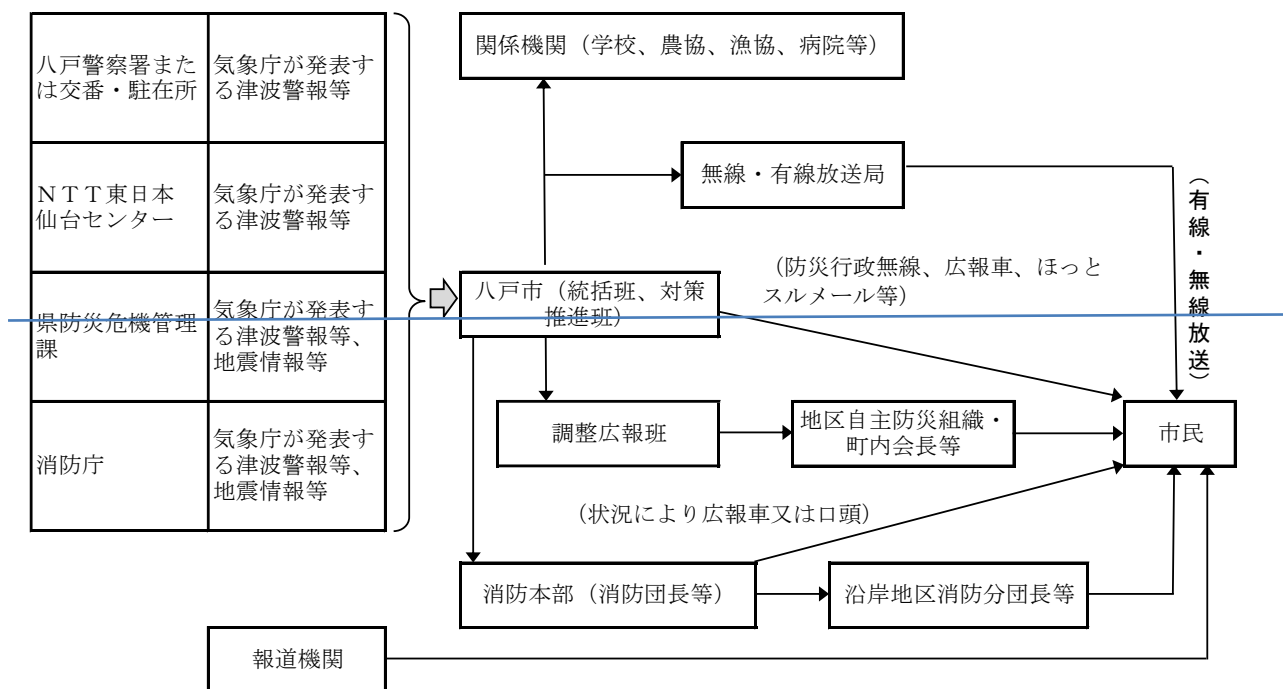 八戸警察署また
は交番・駐在所
気象庁が発表す
る津波警報等
ＮＴＴ東日本
仙台センター
気象庁が発表す
る津波警報等
県防災危機管理
課
気象庁が発表す
る津波警報等、
地震情報等
消防庁
気象庁が発表す
る津波警報等、
地震情報等
関係機関（学校、農協、漁協、病院等）
無線・有線放送局
（有線・無線放送）
（防災行政無線、広報車、ほっと
スルメール等）
八戸市（統括班、対策
推進班）
調整広報班
地区自主防災組織・
町内会長等
市民
（状況により広報車又は口頭）
消防本部（消防団長等）
沿岸地区消防分団長等
報道機関